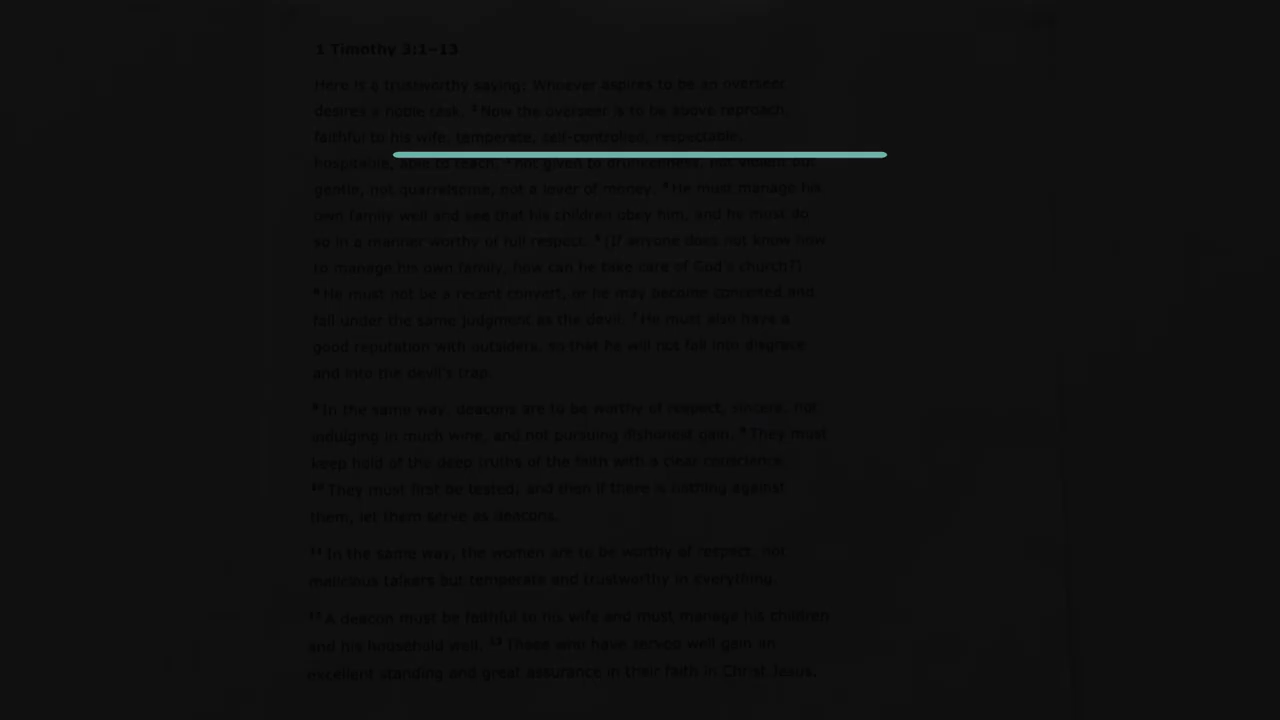 1 Timothy 3:1–13
Here is a trustworthy saying: Whoever aspires to be an overseer
desires a noble task. 2 Now the overseer is to be above reproach,
faithful to his wife, temperate, self-controlled, respectable,
hospitable, able to teach, 3 not given to drunkenness, not violent but
gentle, not quarrelsome, not a lover of money. 4 He must manage his
own family well and see that his children obey him, and he must do
so in a manner worthy of full respect. 5 (If anyone does not know how
to manage his own family, how can he take care of God's church?)
6 He must not be a recent convert, or he may become conceited and
fall under the same judgment as the devil. 7 He must also have a
good reputation with outsiders, so that he will not fall into disgrace
and into the devil's trap.
8 In the same way, deacons are to be worthy of respect, sincere, not
indulging in much wine, and not pursuing dishonest gain. 9 They must
keep hold of the deep truths of the faith with a clear conscience.
10 They must first be tested; and then if there is nothing against
them, let them serve as deacons.
11 In the same way, the women are to be worthy of respect, not
malicious talkers but temperate and trustworthy in everything.
12 A deacon must be faithful to his wife and must manage his children
and his household well. 13 Those who have served well gain an
excellent standing and great assurance in their faith in Christ Jesus.